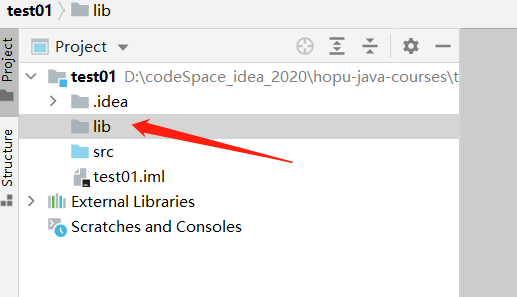 test01 lib
Project
test01 D:\codeSpace_idea_2020\hopu-java-courses\t
.idea
lib
src
test01.iml
External Libraries
Scratches and Consoles
Project
Structure